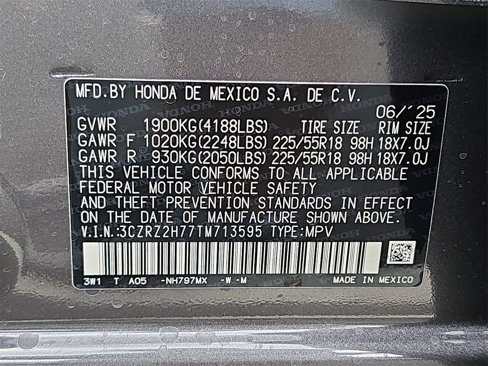 MFD.BY HONDA DE MEXICO S.A. DE C.V.
06/'25
GVWR 1900KG(4188LBS) TIRE SIZE RIM SIZE
GAWR F 1020KG(2248LBS) 225/55R18 98H 18X7.0J
GAWR R 930KG(2050LBS) 225/55R18 98H 18X7.0J
THIS VEHICLE CONFORMS TO ALL APPLICABLE
FEDERAL MOTOR VEHICLE SAFETY
AND THEFT PREVENTION STANDARDS IN EFFECT
ON THE DATE OF MANUFACTURE SHOWN ABOVE.
V.I.N.:3CZRZ2H77TM713595 TYPE:MPV
3W1 T A05 -NH797MX -W-M MADE IN MEXICO